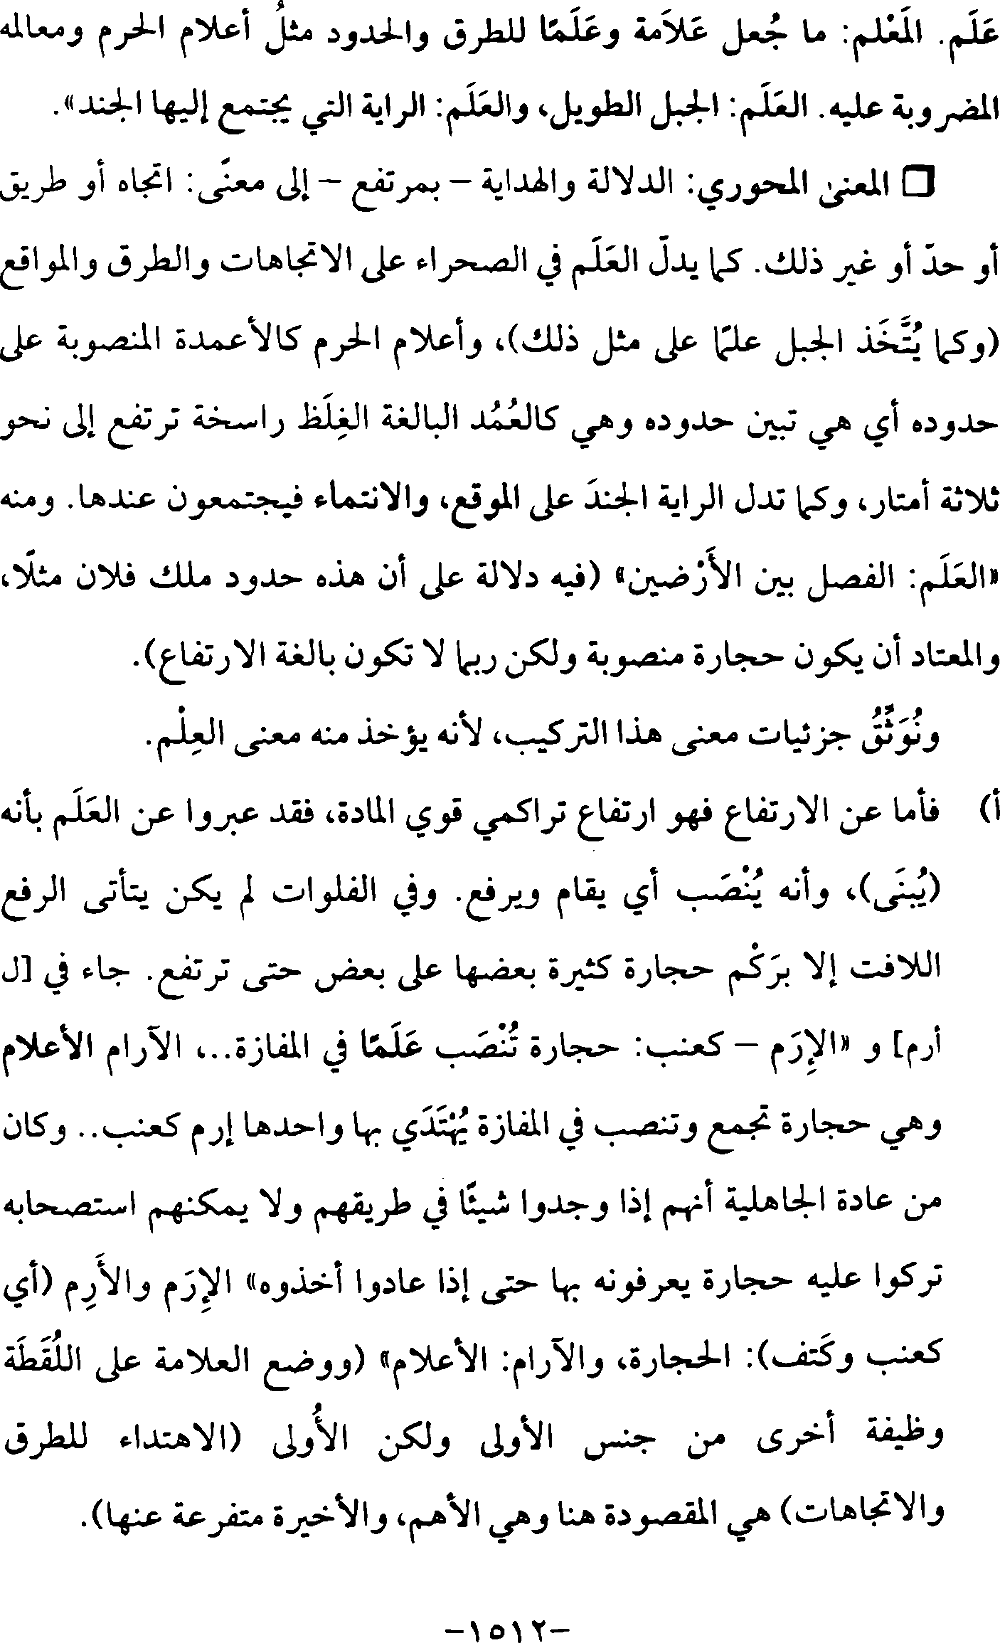 عَلَم. المَعْلم: ما جُعل عَلاَمة وعَلَمًا للطرق والحدود مثلُ أعلام الحرم ومعالمه
المضروبة عليه. العَلَم: الجبل الطويل، والعَلَم: الراية التي يجتمع إليها الجند».
□ المعنى المحوري: الدلالة والهداية – بمرتفع – إلى معنًى: اتجاه أو طريق
أو حدّ أو غير ذلك. كما يدلّ العَلَم في الصحراء على الاتجاهات والطرق والمواقع
(وكما يُتَّخَذ الجبل علمًا على مثل ذلك)، وأعلام الحرم كالأعمدة المنصوبة على
حدوده أي هي تبين حدوده وهي كالعُمُد البالغة الغِلَظ راسخة ترتفع إلى نحو
ثلاثة أمتار، وكما تدل الراية الجندَ على الموقع، والانتماء فيجتمعون عندها. ومنه
«العَلَم: الفصل بين الأَرْضين» (فيه دلالة على أن هذه حدود ملك فلان مثلًا،
والمعتاد أن يكون حجارة منصوبة ولكن ربما لا تكون بالغة الارتفاع).
ونُوَثِّقُ جزئيات معنى هذا التركيب، لأنه يؤخذ منه معنى العِلْم.
أ) فأما عن الارتفاع فهو ارتفاع تراكمي قوي المادة، فقد عبروا عن العَلَم بأنه
(يُبنَى)، وأنه يُنْصَب أي يقام ويرفع. وفي الفلوات لم يكن يتأتى الرفع
اللافت إلا برَكْم حجارة كثيرة بعضها على بعض حتى ترتفع. جاء في [ل
أرم] و «الإِرَم – كعنب: حجارة تُنْصَب عَلَمًا في المفازة..، الآرام الأعلام
وهي حجارة تجمع وتنصب في المفازة يُهْتَدَي بها واحدها إرم كعنب.. وكان
من عادة الجاهلية أنهم إذا وجدوا شيئًا في طريقهم ولا يمكنهم استصحابه
تركوا عليه حجارة يعرفونه بها حتى إذا عادوا أخذوه» الإِرَم والأَرِم (أي
كعنب وكَتف): الحجارة، والآرام: الأعلام» (ووضع العلامة على اللُقَطَة
وظيفة أخرى من جنس الأولى ولكن الأُولى (الاهتداء للطرق
والاتجاهات) هي المقصودة هنا وهي الأهم، والأخيرة متفرعة عنها).
-١٥١٢-